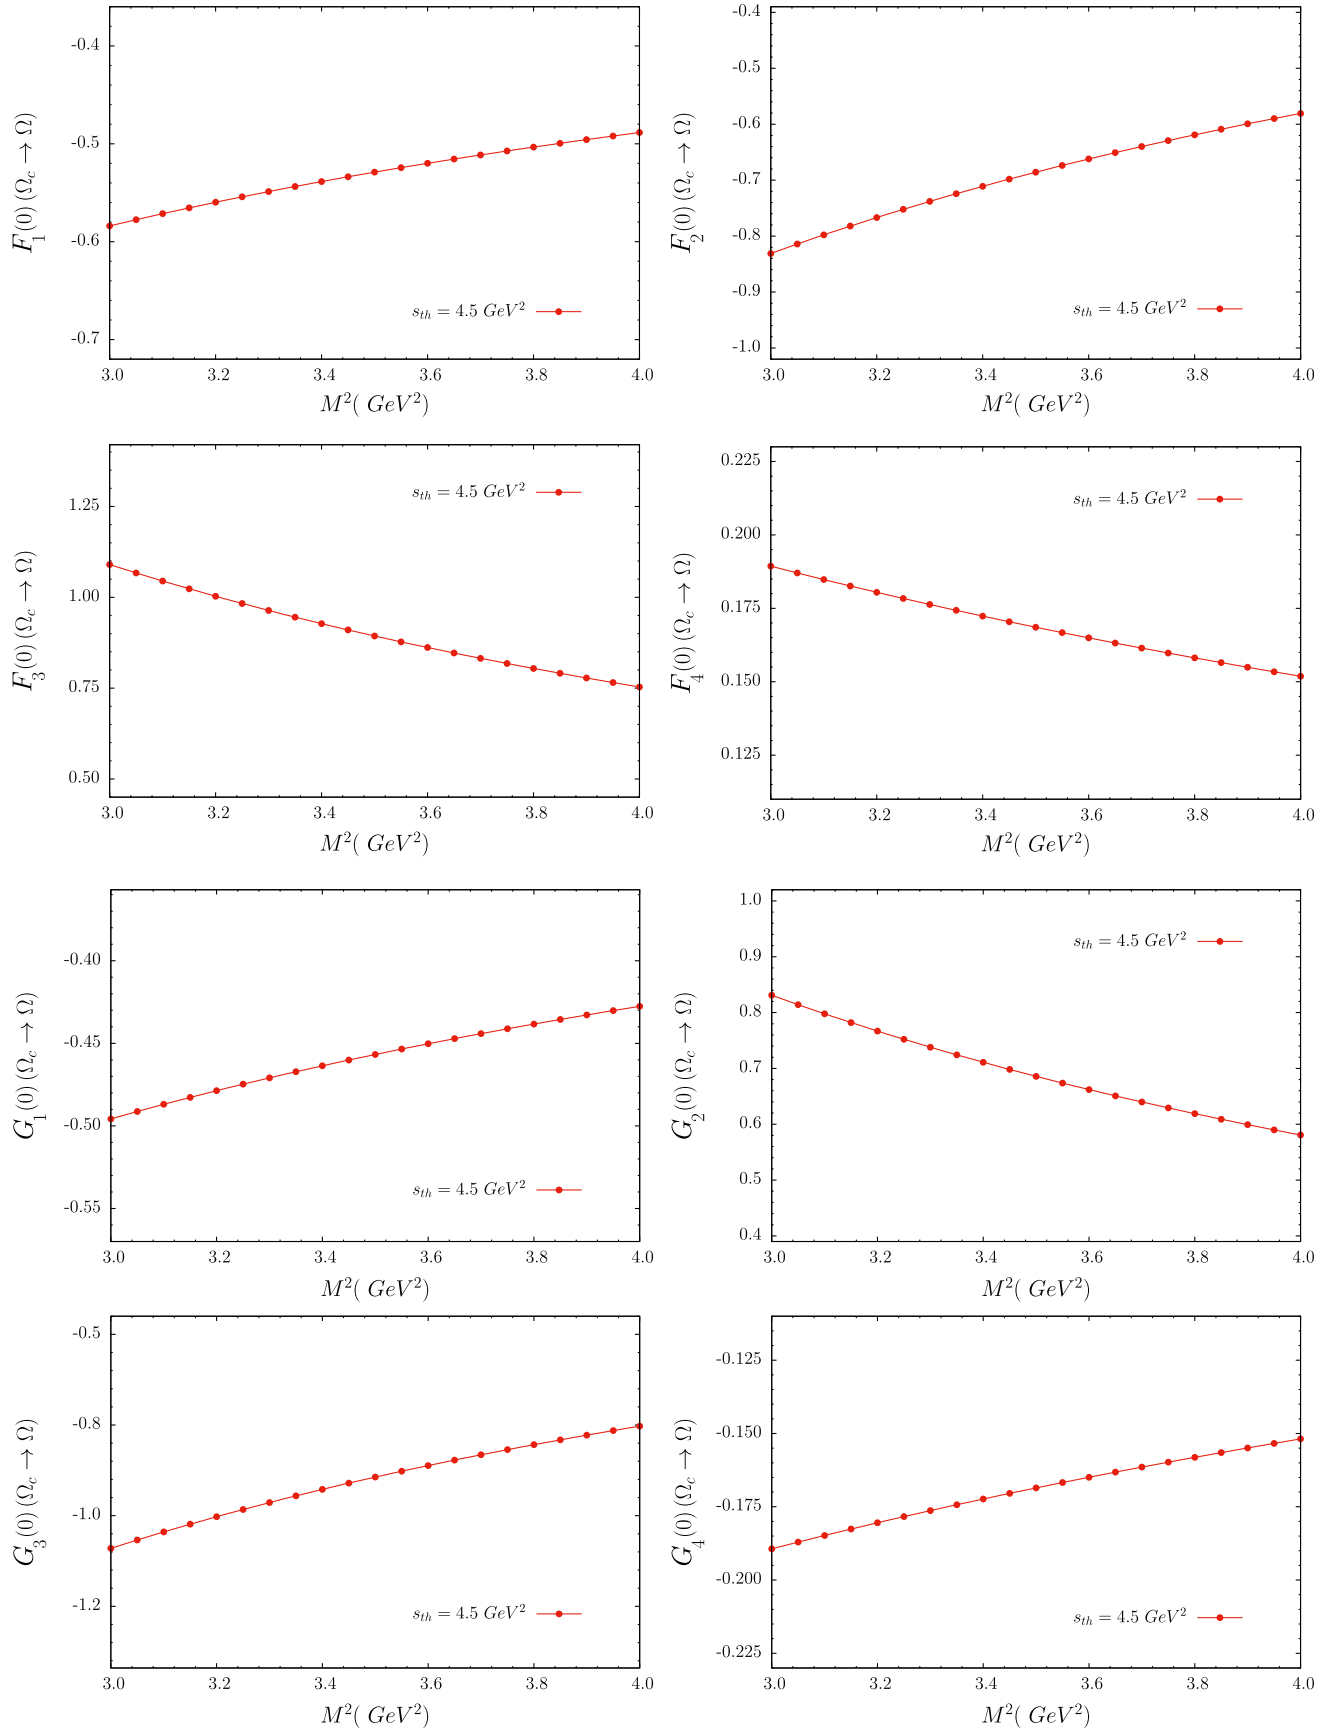 F_1(0) (Ω_c → Ω)
-0.4
-0.5
-0.6
-0.7
s_th = 4.5 GeV^2
3.0 3.2 3.4 3.6 3.8 4.0
M^2( GeV^2)
F_2(0) (Ω_c → Ω)
-0.4
-0.5
-0.6
-0.7
-0.8
-0.9
-1.0
s_th = 4.5 GeV^2
3.0 3.2 3.4 3.6 3.8 4.0
M^2( GeV^2)
F_3(0) (Ω_c → Ω)
1.25
1.00
0.75
0.50
s_th = 4.5 GeV^2
3.0 3.2 3.4 3.6 3.8 4.0
M^2( GeV^2)
F_4(0) (Ω_c → Ω)
0.225
0.200
0.175
0.150
0.125
s_th = 4.5 GeV^2
3.0 3.2 3.4 3.6 3.8 4.0
M^2( GeV^2)
G_1(0) (Ω_c → Ω)
-0.40
-0.45
-0.50
-0.55
s_th = 4.5 GeV^2
3.0 3.2 3.4 3.6 3.8 4.0
M^2( GeV^2)
G_2(0) (Ω_c → Ω)
1.0
0.9
0.8
0.7
0.6
0.5
0.4
s_th = 4.5 GeV^2
3.0 3.2 3.4 3.6 3.8 4.0
M^2( GeV^2)
G_3(0) (Ω_c → Ω)
-0.5
-0.8
-1.0
-1.2
s_th = 4.5 GeV^2
3.0 3.2 3.4 3.6 3.8 4.0
M^2( GeV^2)
G_4(0) (Ω_c → Ω)
-0.125
-0.150
-0.175
-0.200
-0.225
s_th = 4.5 GeV^2
3.0 3.2 3.4 3.6 3.8 4.0
M^2( GeV^2)